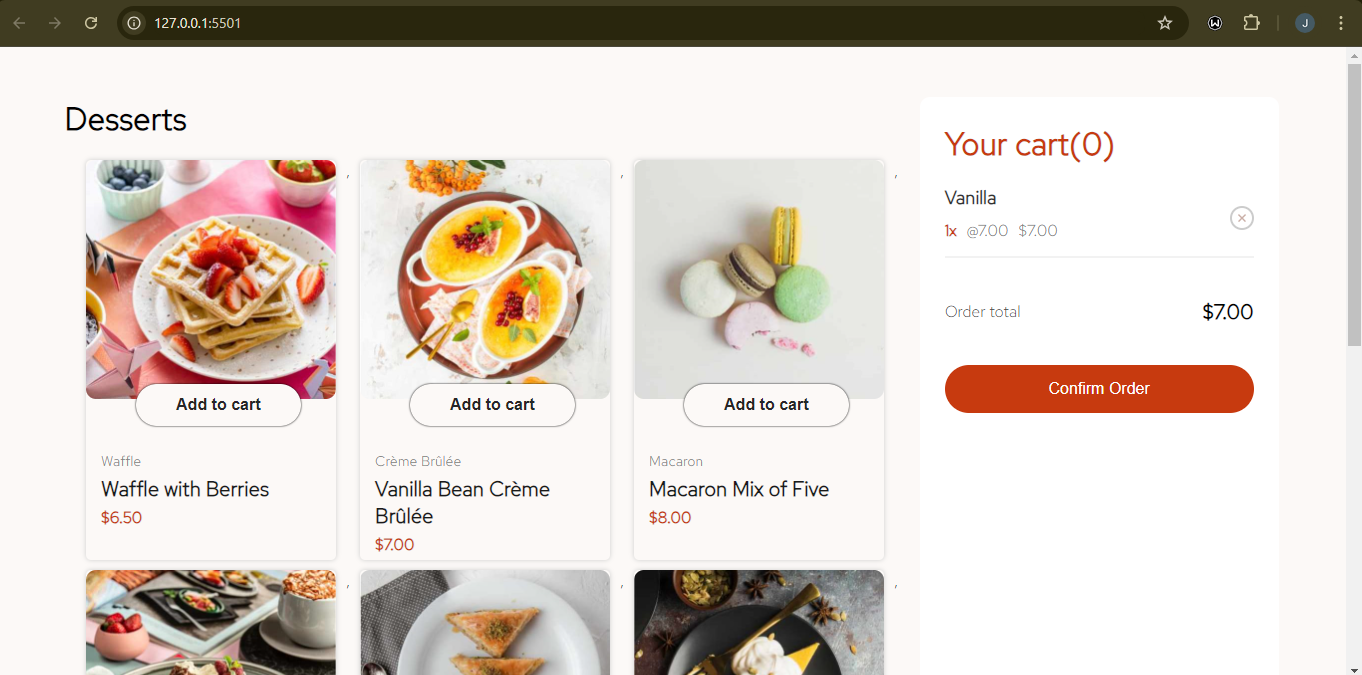 127.0.0.1:5501
J
Desserts
Your cart(0)
Vanilla
1x @7.00 $7.00
Order total $7.00
Confirm Order
, , ,
Add to cart Add to cart Add to cart
Waffle Crème Brûlée Macaron
Waffle with Berries Vanilla Bean Crème Macaron Mix of Five
Brûlée
$6.50 $7.00 $8.00
, , ,